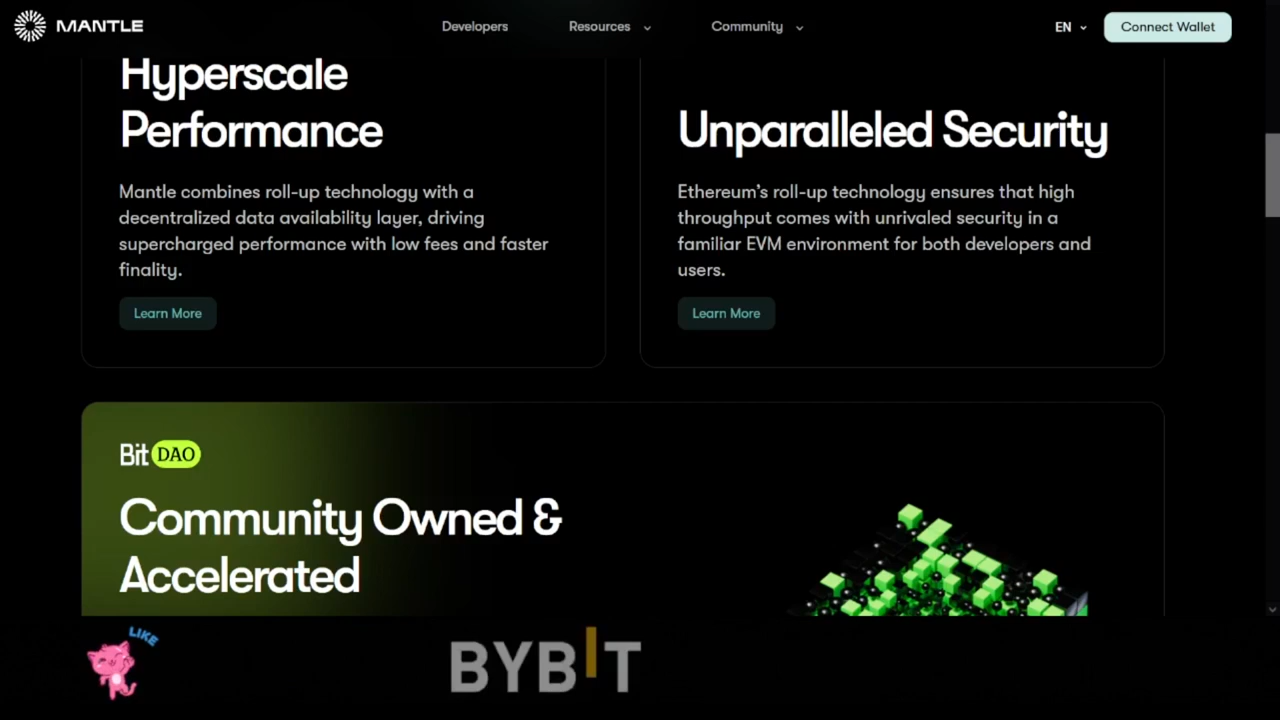 MANTLE
Developers
Resources
Community
EN
Connect Wallet
Hyperscale
Performance
Mantle combines roll-up technology with a
decentralized data availability layer, driving
supercharged performance with low fees and faster
finality.
Learn More
Unparalleled Security
Ethereum’s roll-up technology ensures that high
throughput comes with unrivaled security in a
familiar EVM environment for both developers and
users.
Learn More
Bit DAO
Community Owned &
Accelerated
LIKE
BYBIT